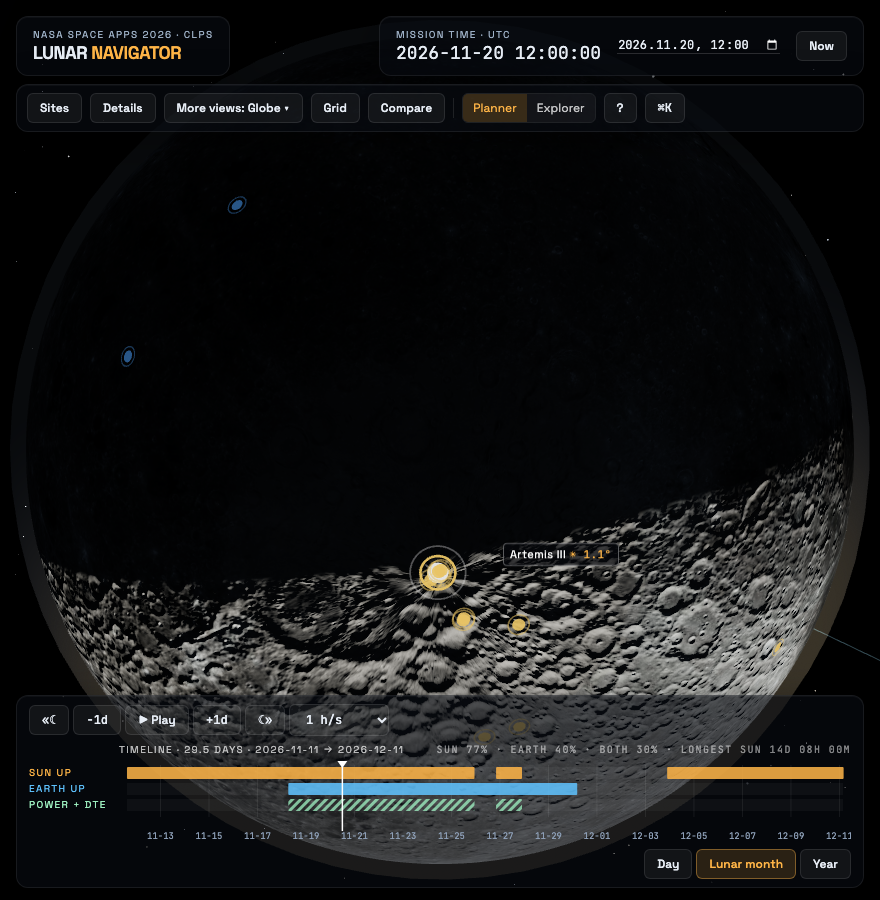 NASA SPACE APPS 2026 · CLPS
LUNAR NAVIGATOR
MISSION TIME · UTC
2026-11-20 12:00:00
2026.11.20, 12:00
Now
Sites
Details
More views: Globe ▾
Grid
Compare
Planner
Explorer
?
⌘K
Artemis III ☀ 1.1°
«☾
-1d
▶ Play
+1d
☾»
1 h/s
TIMELINE · 29.5 DAYS · 2026-11-11 → 2026-12-11
SUN 77% · EARTH 40% · BOTH 30% · LONGEST SUN 14D 08H 00M
SUN UP
EARTH UP
POWER + DTE
11-13 11-15 11-17 11-19 11-21 11-23 11-25 11-27 11-29 12-01 12-03 12-05 12-07 12-09 12-11
Day
Lunar month
Year